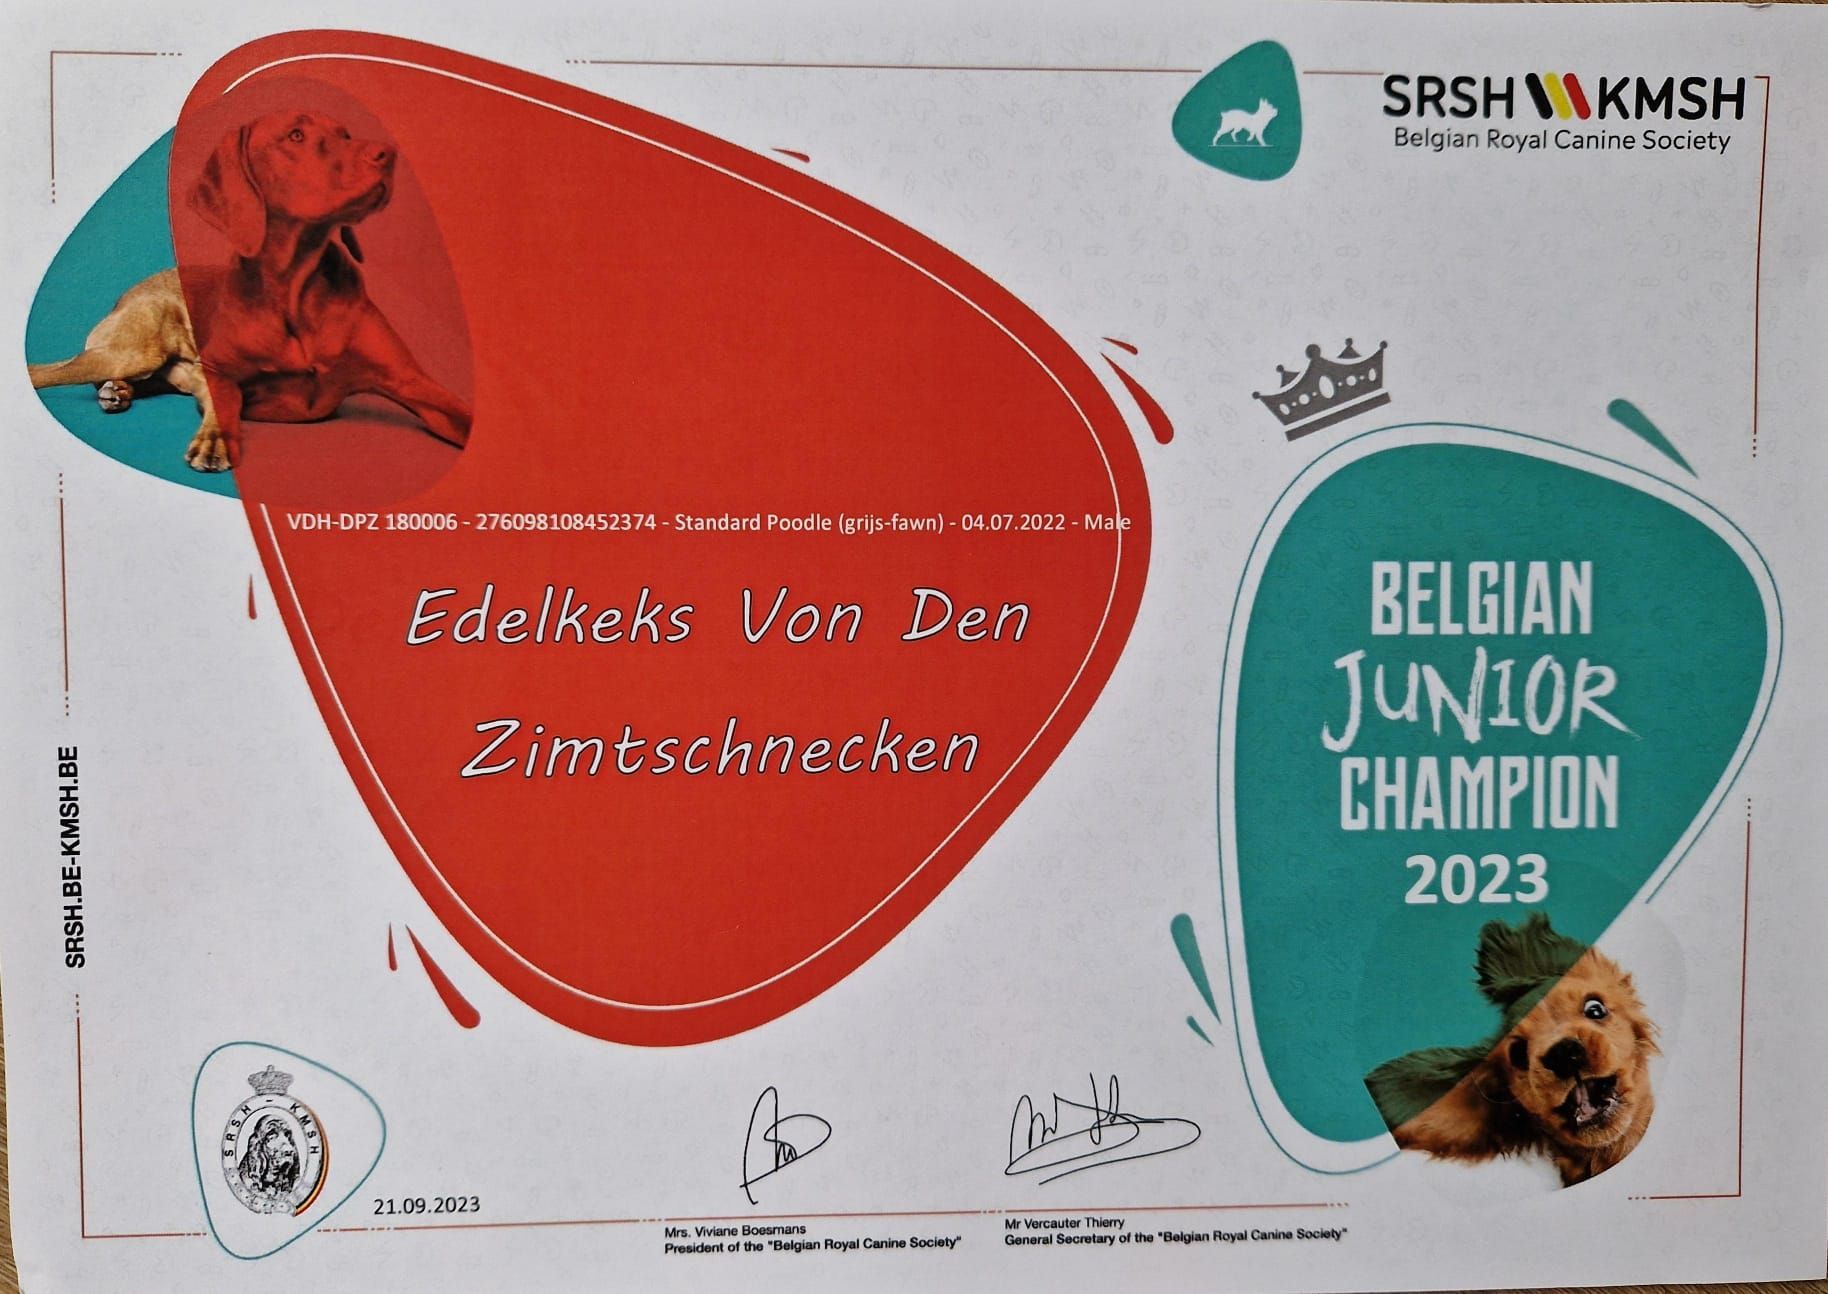 SRSH KMSH
Belgian Royal Canine Society
VDH-DPZ 180006 - 276098108452374 - Standard Poodle (grijs-fawn) - 04.07.2022 - Male
Edelkeks Von Den
Zimtschnecken
BELGIAN
JUNIOR
CHAMPION
2023
SRSH.BE-KMSH.BE
SRSH - KMSH
21.09.2023
Mrs. Viviane Boesmans
President of the "Belgian Royal Canine Society"
Mr Vercauter Thierry
General Secretary of the "Belgian Royal Canine Society"